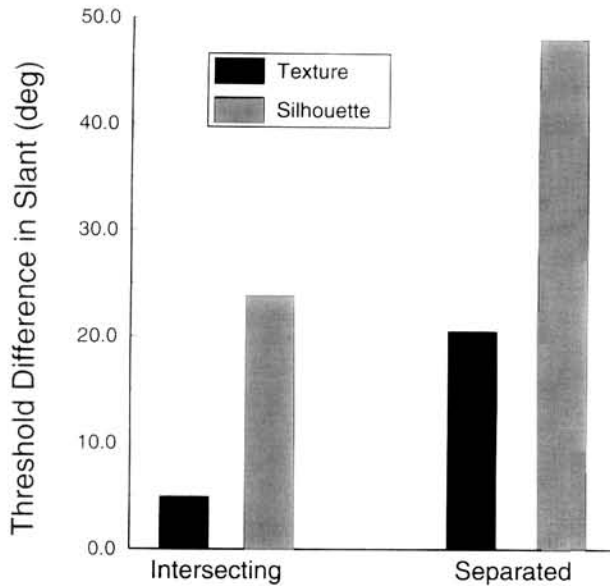 Threshold Difference in Slant (deg)
50.0
40.0
30.0
20.0
10.0
0.0
Texture
Silhouette
Intersecting
Separated